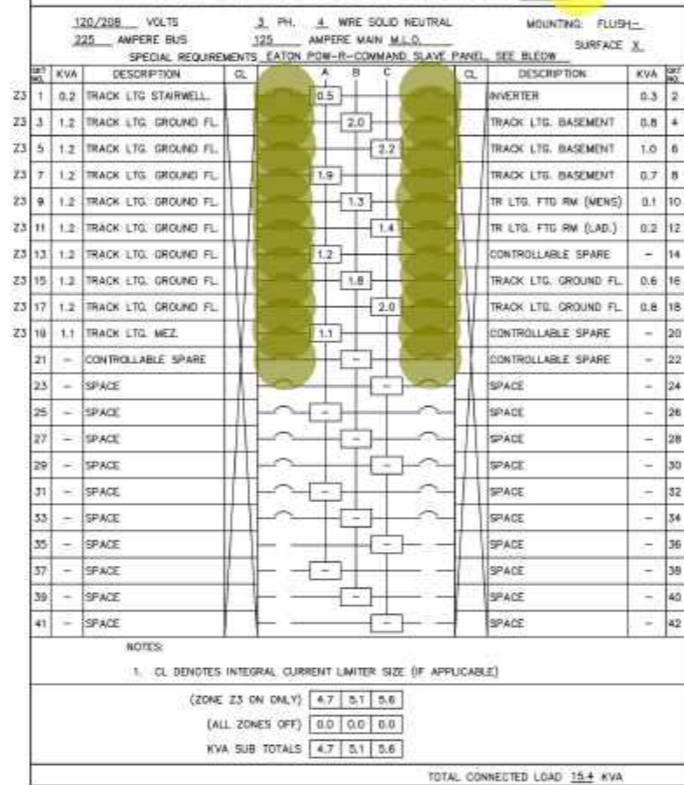 120/208 VOLTS 3 PH. 4 WIRE SOLID NEUTRAL MOUNTING: FLUSH -
225 AMPERE BUS 125 AMPERE MAIN M.L.O. SURFACE X
SPECIAL REQUIREMENTS EATON POW-R-COMMAND SLAVE PANEL. SEE BLEOW
CKT NO. KVA DESCRIPTION CL A B C CL DESCRIPTION KVA CKT NO.
Z3 1 0.2 TRACK LTG STAIRWELL. 0.5 INVERTER 0.3 2
Z3 3 1.2 TRACK LTG. GROUND FL. 2.0 TRACK LTG. BASEMENT 0.8 4
Z3 5 1.2 TRACK LTG. GROUND FL. 2.2 TRACK LTG. BASEMENT 1.0 6
Z3 7 1.2 TRACK LTG. GROUND FL. 1.9 TRACK LTG. BASEMENT 0.7 8
Z3 9 1.2 TRACK LTG. GROUND FL. 1.3 TR LTG. FTG RM (MENS) 0.1 10
Z3 11 1.2 TRACK LTG. GROUND FL. 1.4 TR LTG. FTG RM (LAD.) 0.2 12
Z3 13 1.2 TRACK LTG. GROUND FL. 1.2 CONTROLLABLE SPARE - 14
Z3 15 1.2 TRACK LTG. GROUND FL. 1.8 TRACK LTG. GROUND FL. 0.6 16
Z3 17 1.2 TRACK LTG. GROUND FL. 2.0 TRACK LTG. GROUND FL. 0.8 18
Z3 19 1.1 TRACK LTG. MEZ. 1.1 CONTROLLABLE SPARE - 20
21 - CONTROLLABLE SPARE - CONTROLLABLE SPARE - 22
23 - SPACE - SPACE - 24
25 - SPACE - SPACE - 26
27 - SPACE - SPACE - 28
29 - SPACE - SPACE - 30
31 - SPACE - SPACE - 32
33 - SPACE - SPACE - 34
35 - SPACE - SPACE - 36
37 - SPACE - SPACE - 38
39 - SPACE - SPACE - 40
41 - SPACE - SPACE - 42
NOTES:
1. CL DENOTES INTEGRAL CURRENT LIMITER SIZE (IF APPLICABLE)
(ZONE Z3 ON ONLY) 4.7 5.1 5.6
(ALL ZONES OFF) 0.0 0.0 0.0
KVA SUB TOTALS 4.7 5.1 5.6
TOTAL CONNECTED LOAD 15.4 KVA